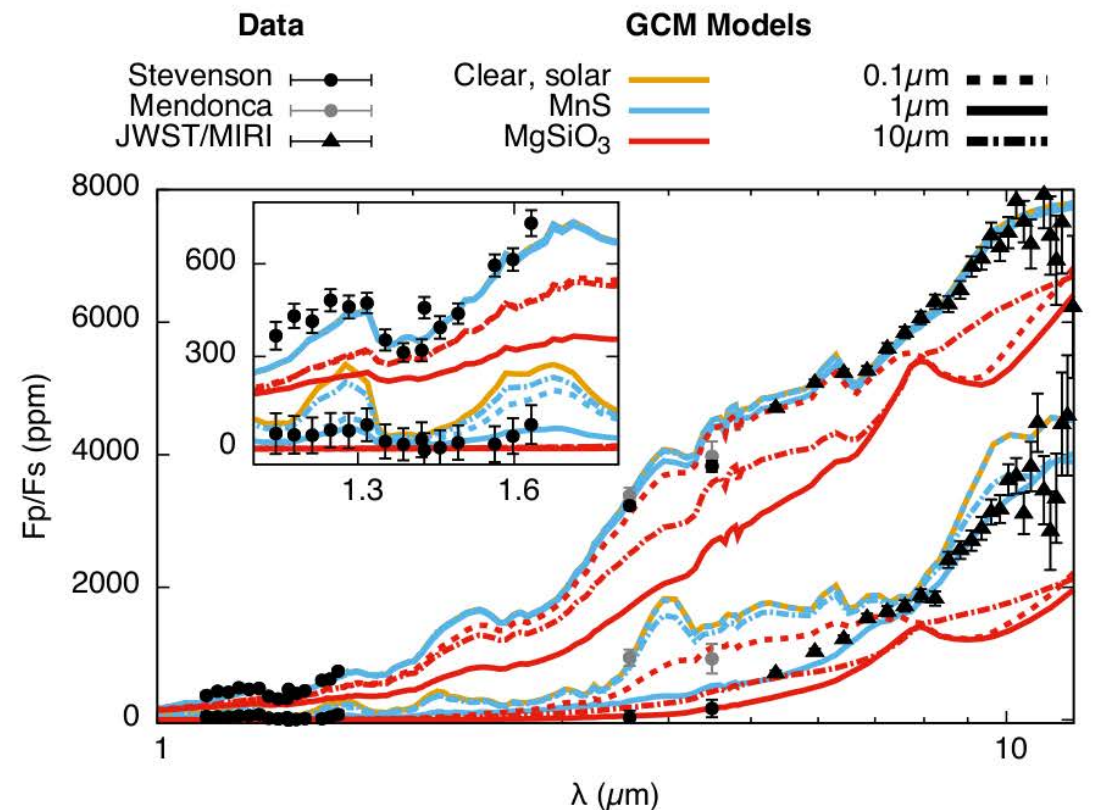 Data GCM Models
Stevenson Clear, solar 0.1µm
Mendonca MnS 1µm
JWST/MIRI MgSiO₃ 10µm
8000
6000
4000
2000
0
600
300
0
1.3 1.6
Fp/Fs (ppm)
1 10
λ (µm)